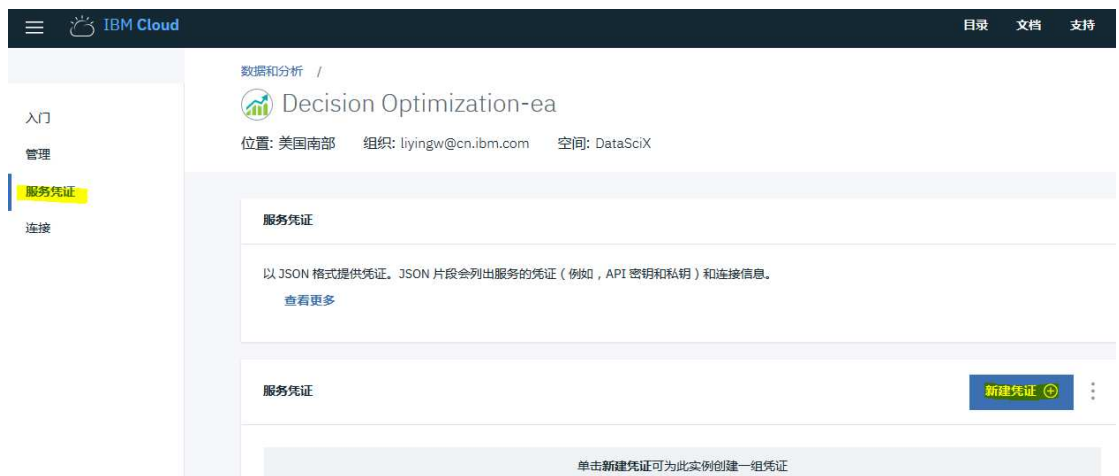 IBM Cloud 目录 文档 支持
数据和分析 /
Decision Optimization-ea
位置: 美国南部 组织: liyingw@cn.ibm.com 空间: DataSciX
入门
管理
服务凭证
连接
服务凭证
以 JSON 格式提供凭证。JSON 片段会列出服务的凭证 ( 例如 , API 密钥和私钥 ) 和连接信息。
查看更多
服务凭证 新建凭证
单击新建凭证可为此实例创建一组凭证